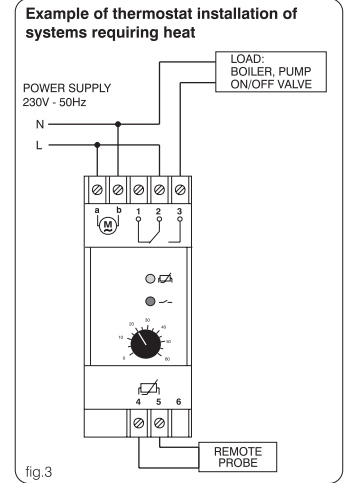 Example of thermostat installation of
systems requiring heat
LOAD:
BOILER, PUMP
ON/OFF VALVE
POWER SUPPLY
230V - 50Hz
N
L
a b 1 2 3
M
0 10 20 30 40 50 60
4 5 6
REMOTE
PROBE
fig.3